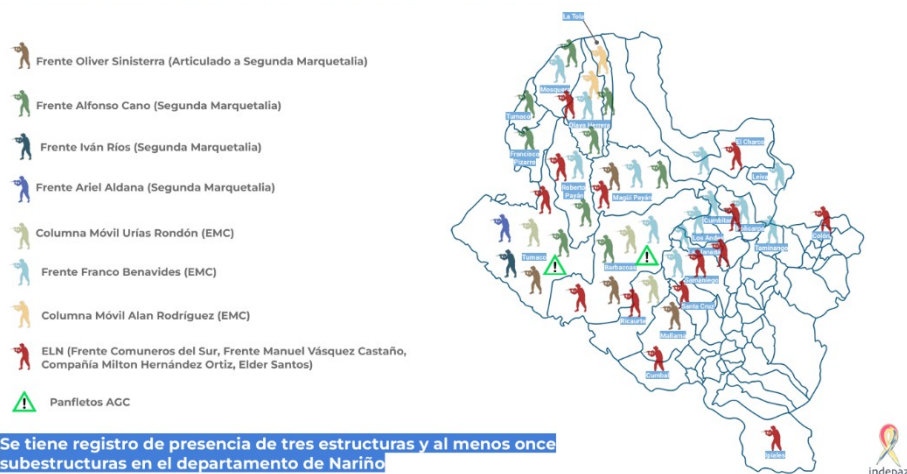 La Tola
Frente Oliver Sinisterra (Articulado a Segunda Marquetalia)
Frente Alfonso Cano (Segunda Marquetalia)
Frente Iván Ríos (Segunda Marquetalia)
Frente Ariel Aldana (Segunda Marquetalia)
Columna Móvil Urías Rondón (EMC)
Frente Franco Benavides (EMC)
Columna Móvil Alan Rodríguez (EMC)
ELN (Frente Comuneros del Sur, Frente Manuel Vásquez Castaño,
Compañía Milton Hernández Ortiz, Elder Santos)
Panfletos AGC
Se tiene registro de presencia de tres estructuras y al menos once
subestructuras en el departamento de Nariño
Mosquera
Tumaco
Francisco
Pizarro
El Charco
Leiva
Roberto
Payán
Magüi Payán
Cumbitara
Los Andes
Taminango
Tumaco
Barbacoas
Samaniego
Santa Cruz
Ricaurte
Mallama
Cumbal
Ipiales
indepaz